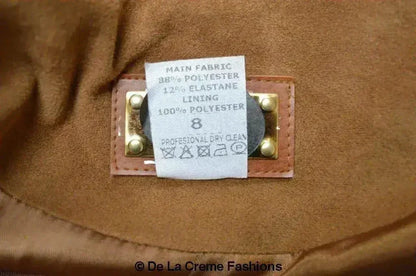 MAIN FABRIC
88% POLYESTER
12% ELASTANE
LINING
100% POLYESTER
8
PROFESIONAL DRY CLEAN
P
© De La Creme Fashions